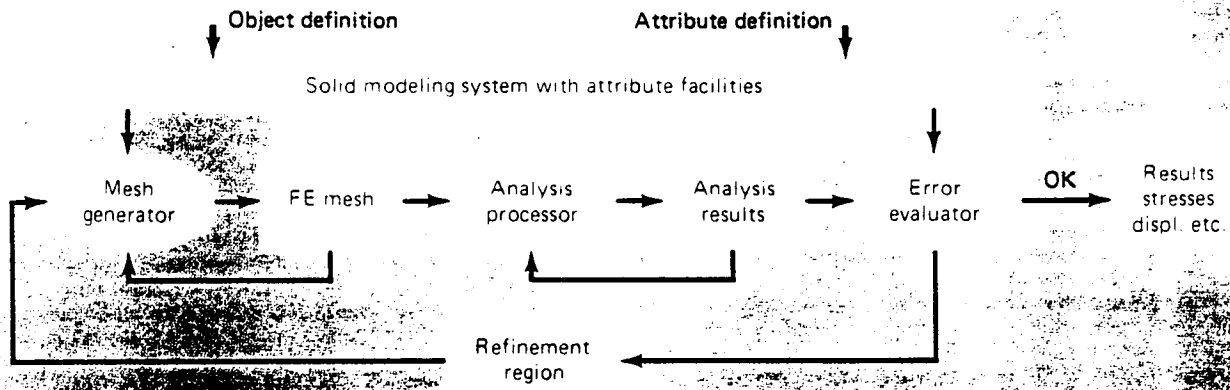 Object definition
Attribute definition
Solid modeling system with attribute facilities
Mesh
generator
FE mesh
Analysis
processor
Analysis
results
Error
evaluator
OK
Results
stresses
displ. etc.
Refinement
region